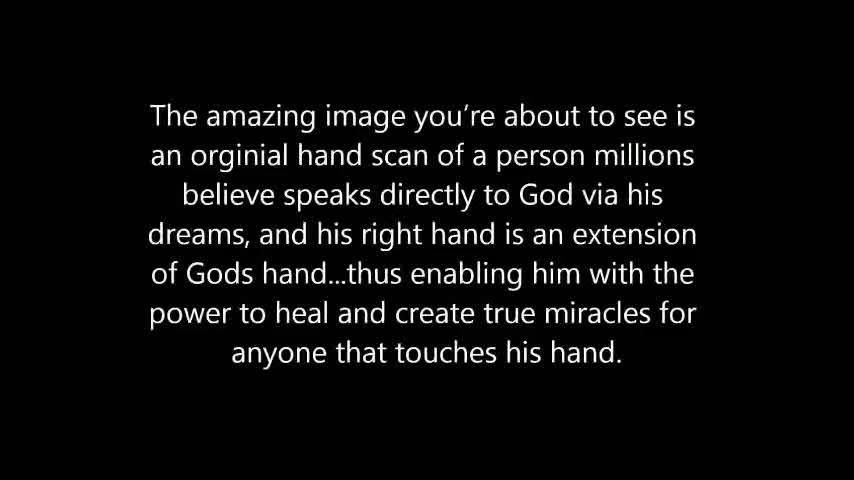 The amazing image you’re about to see is
an orginial hand scan of a person millions
believe speaks directly to God via his
dreams, and his right hand is an extension
of Gods hand...thus enabling him with the
power to heal and create true miracles for
anyone that touches his hand.